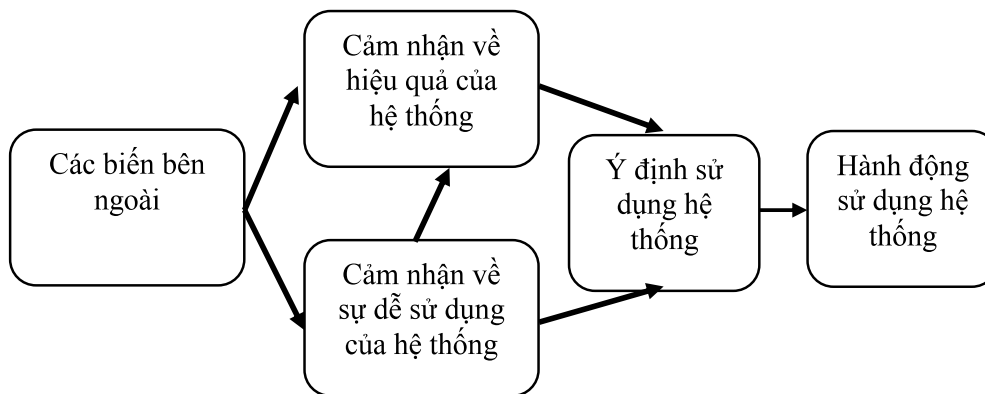 Các biến bên
ngoài
Cảm nhận về
hiệu quả của
hệ thống
Cảm nhận về
sự dễ sử dụng
của hệ thống
Ý định sử
dụng hệ
thống
Hành động
sử dụng hệ
thống